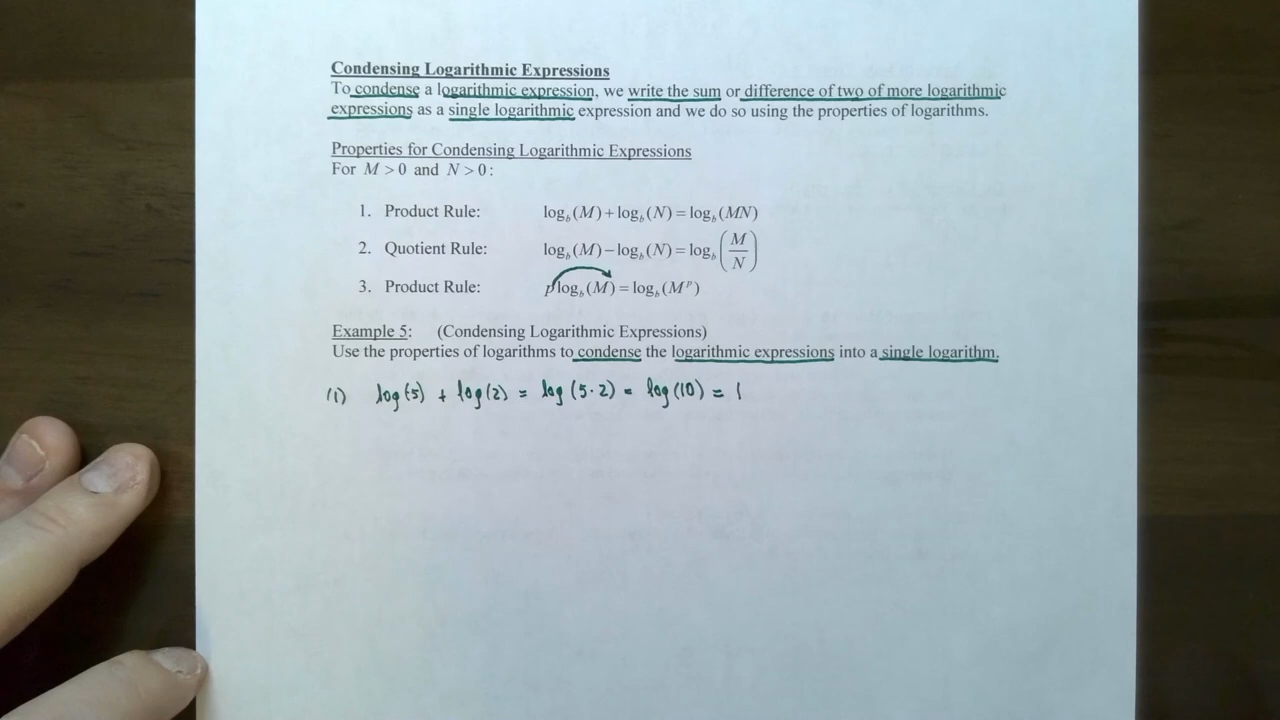 Condensing Logarithmic Expressions
To condense a logarithmic expression, we write the sum or difference of two of more logarithmic
expressions as a single logarithmic expression and we do so using the properties of logarithms.
Properties for Condensing Logarithmic Expressions
For M > 0 and N > 0:
1. Product Rule: log_b(M) + log_b(N) = log_b(MN)
2. Quotient Rule: log_b(M) − log_b(N) = log_b(M/N)
3. Product Rule: p log_b(M) = log_b(M^p)
Example 5: (Condensing Logarithmic Expressions)
Use the properties of logarithms to condense the logarithmic expressions into a single logarithm.
(1) log(5) + log(2) = log(5·2) = log(10) = 1